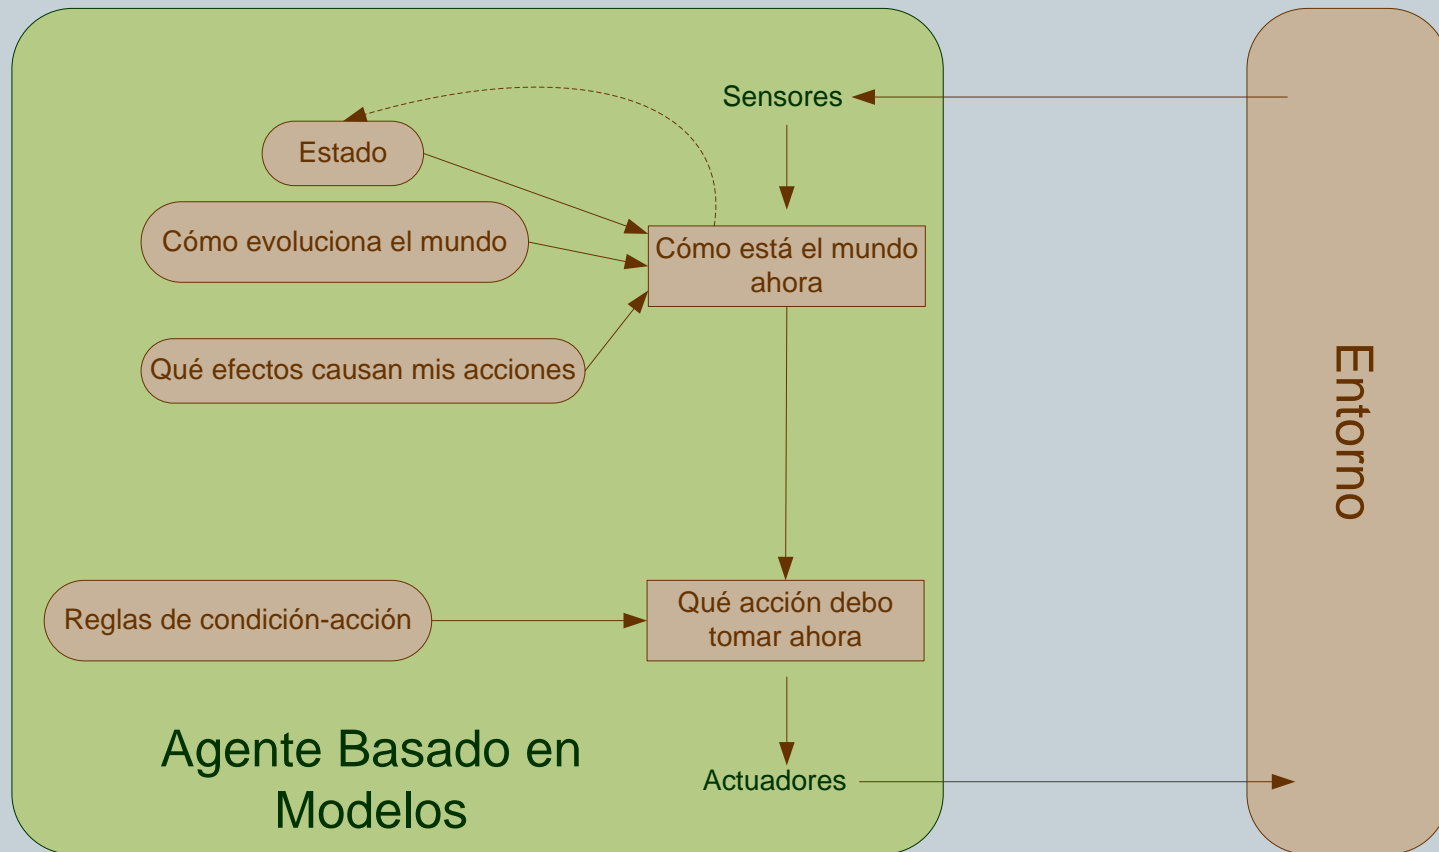 Sensores
Estado
Cómo evoluciona el mundo
Cómo está el mundo
ahora
Qué efectos causan mis acciones
Entorno
Reglas de condición-acción
Qué acción debo
tomar ahora
Agente Basado en
Modelos
Actuadores